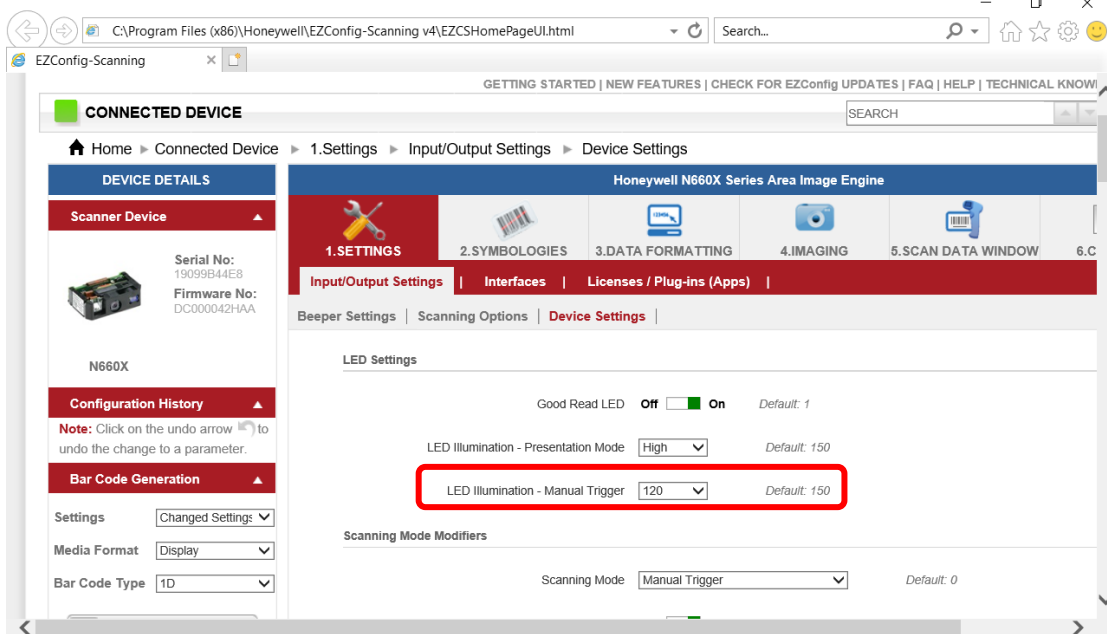 C:\Program Files (x86)\Honeywell\EZConfig-Scanning v4\EZCSHomePageUI.html
Search...
EZConfig-Scanning
GETTING STARTED | NEW FEATURES | CHECK FOR EZConfig UPDATES | FAQ | HELP | TECHNICAL KNOW
CONNECTED DEVICE
SEARCH
Home Connected Device 1.Settings Input/Output Settings Device Settings
DEVICE DETAILS
Honeywell N660X Series Area Image Engine
Scanner Device
1.SETTINGS 2.SYMBOLOGIES 3.DATA FORMATTING 4.IMAGING 5.SCAN DATA WINDOW 6.C
Serial No:
19099B44E8
Firmware No:
DC000042HAA
N660X
Input/Output Settings | Interfaces | Licenses / Plug-ins (Apps) |
Beeper Settings | Scanning Options | Device Settings |
LED Settings
Good Read LED Off On Default: 1
LED Illumination - Presentation Mode High Default: 150
LED Illumination - Manual Trigger 120 Default: 150
Scanning Mode Modifiers
Scanning Mode Manual Trigger Default: 0
Configuration History
Note: Click on the undo arrow to
undo the change to a parameter.
Bar Code Generation
Settings Changed Settings
Media Format Display
Bar Code Type 1D